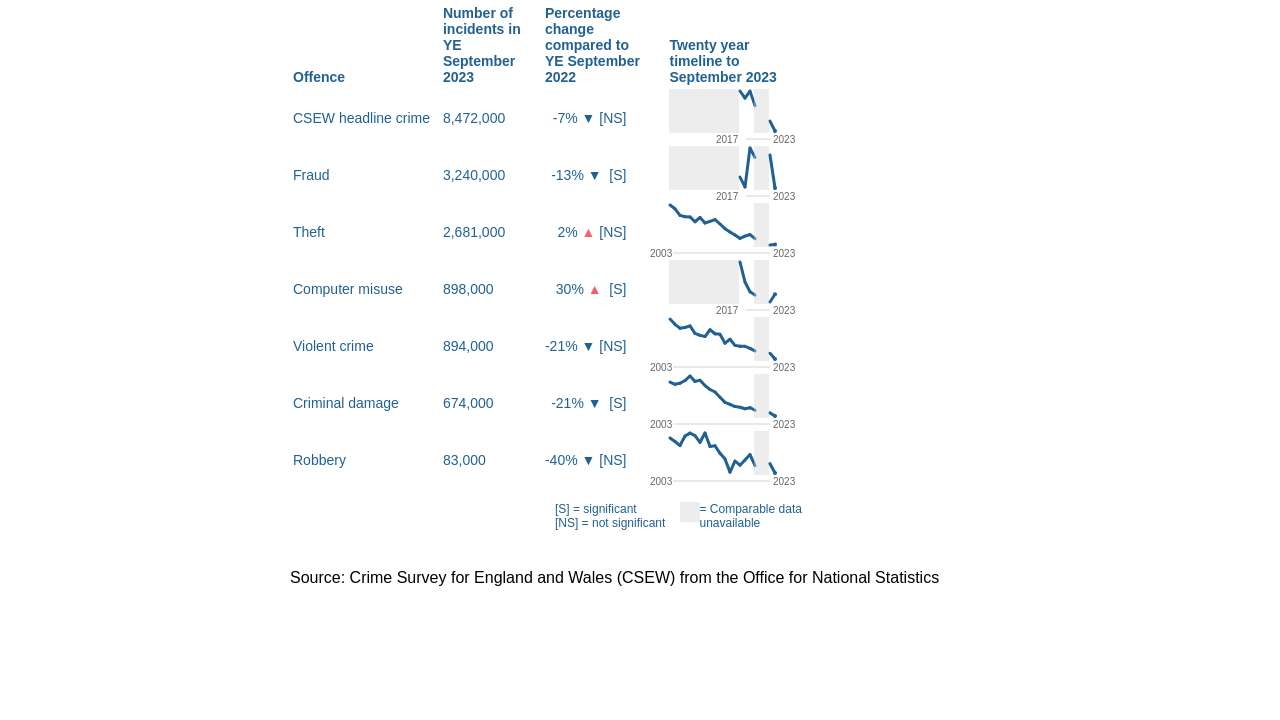 Offence Number of incidents in YE September 2023 Percentage change compared to YE September 2022 Twenty year timeline to September 2023
CSEW headline crime 8,472,000 -7% ▼ [NS]
2017 2023
Fraud 3,240,000 -13% ▼ [S]
2017 2023
Theft 2,681,000 2% ▲ [NS]
2003 2023
Computer misuse 898,000 30% ▲ [S]
2017 2023
Violent crime 894,000 -21% ▼ [NS]
2003 2023
Criminal damage 674,000 -21% ▼ [S]
2003 2023
Robbery 83,000 -40% ▼ [NS]
2003 2023
[S] = significant
[NS] = not significant
= Comparable data
unavailable
Source: Crime Survey for England and Wales (CSEW) from the Office for National Statistics